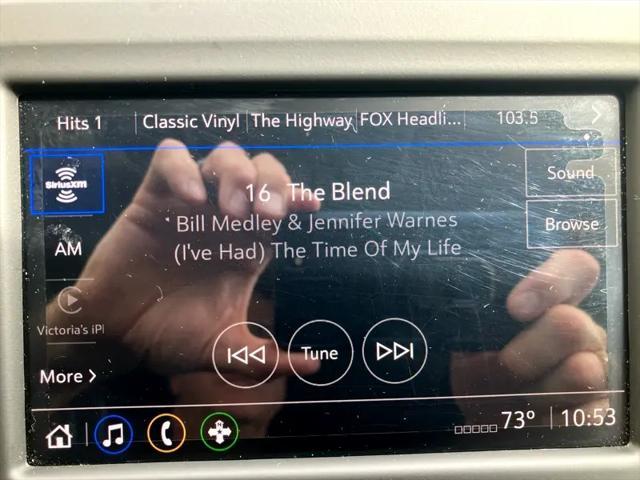 Hits 1 Classic Vinyl The Highway FOX Headli... 103.5
SiriusXM
16 The Blend
Sound
Bill Medley & Jennifer Warnes
Browse
AM
(I've Had) The Time Of My Life
Victoria's iP
Tune
More
73° 10:53